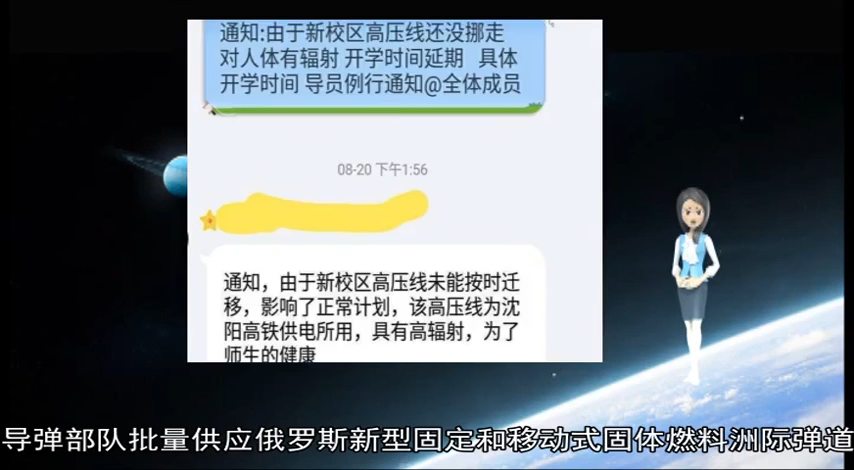 通知:由于新校区高压线还没挪走
对人体有辐射 开学时间延期 具体
开学时间 导员例行通知@全体成员
08-20 下午1:56
通知，由于新校区高压线未能按时迁
移，影响了正常计划，该高压线为沈
阳高铁供电所用，具有高辐射，为了
师生的健康
导弹部队批量供应俄罗斯新型固定和移动式固体燃料洲际弹道